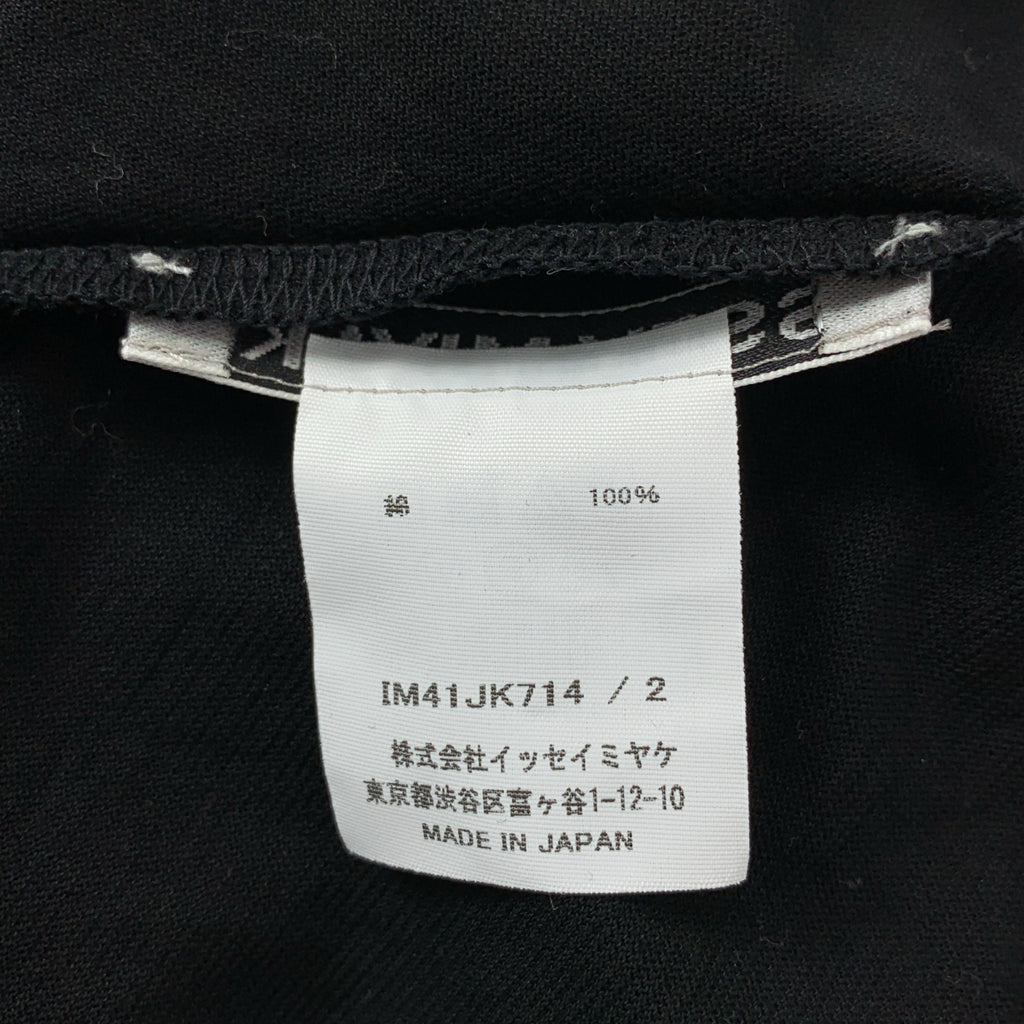 綿 100%
IM41JK714 / 2
株式会社イッセイミヤケ
東京都渋谷区富ヶ谷1-12-10
MADE IN JAPAN